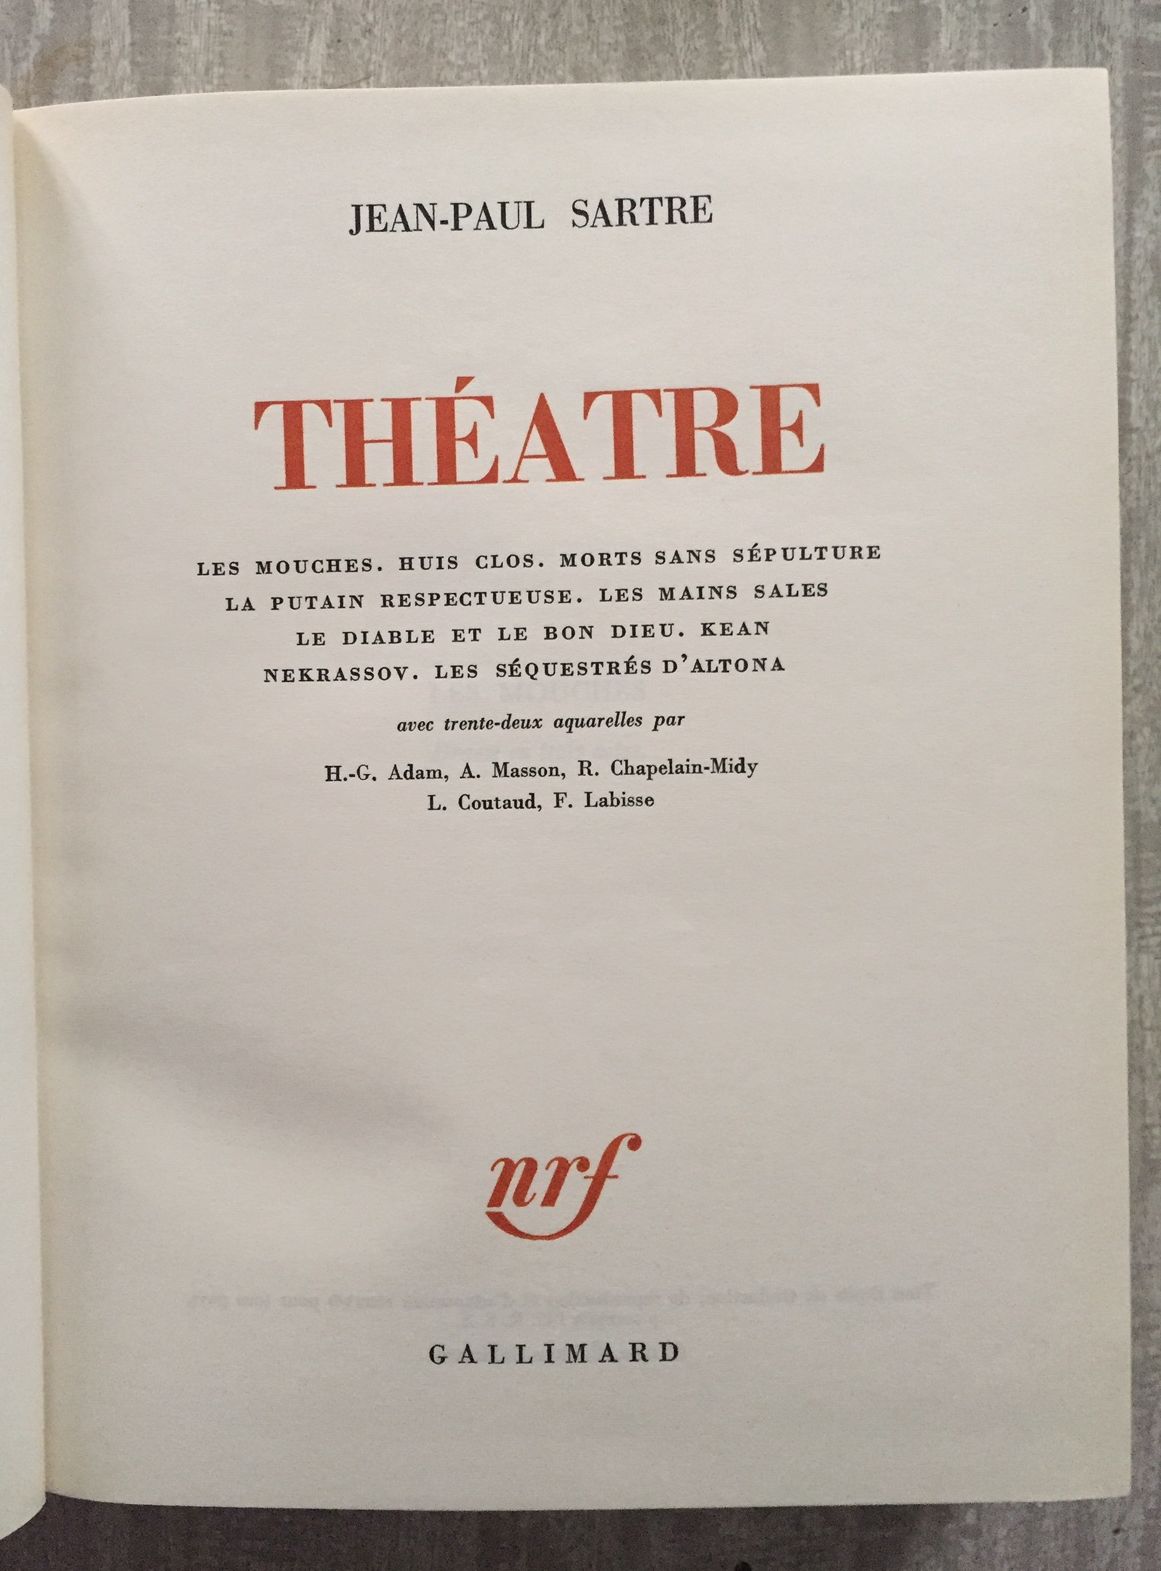 JEAN-PAUL SARTRE
THÉATRE
LES MOUCHES. HUIS CLOS. MORTS SANS SÉPULTURE
LA PUTAIN RESPECTUEUSE. LES MAINS SALES
LE DIABLE ET LE BON DIEU. KEAN
NEKRASSOV. LES SÉQUESTRÉS D'ALTONA
avec trente-deux aquarelles par
H.-G. Adam, A. Masson, R. Chapelain-Midy
L. Coutaud, F. Labisse
nrf
GALLIMARD